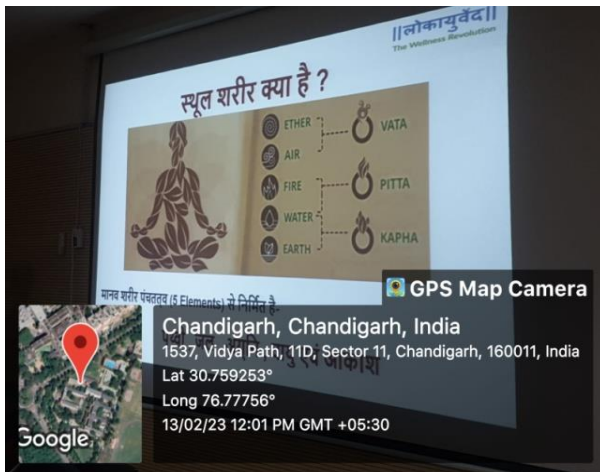 ||लोकायुर्वेद||
The Wellness Revolution
स्थूल शरीर क्या है ?
ETHER
AIR
FIRE
WATER
EARTH
VATA
PITTA
KAPHA
मानव शरीर पंचतत्व (5 Elements) से निर्मित है-
जल
एवं आकाश
GPS Map Camera
Chandigarh, Chandigarh, India
1537, Vidya Path, 11D, Sector 11, Chandigarh, 160011, India
Lat 30.759253°
Long 76.77756°
13/02/23 12:01 PM GMT +05:30
Google